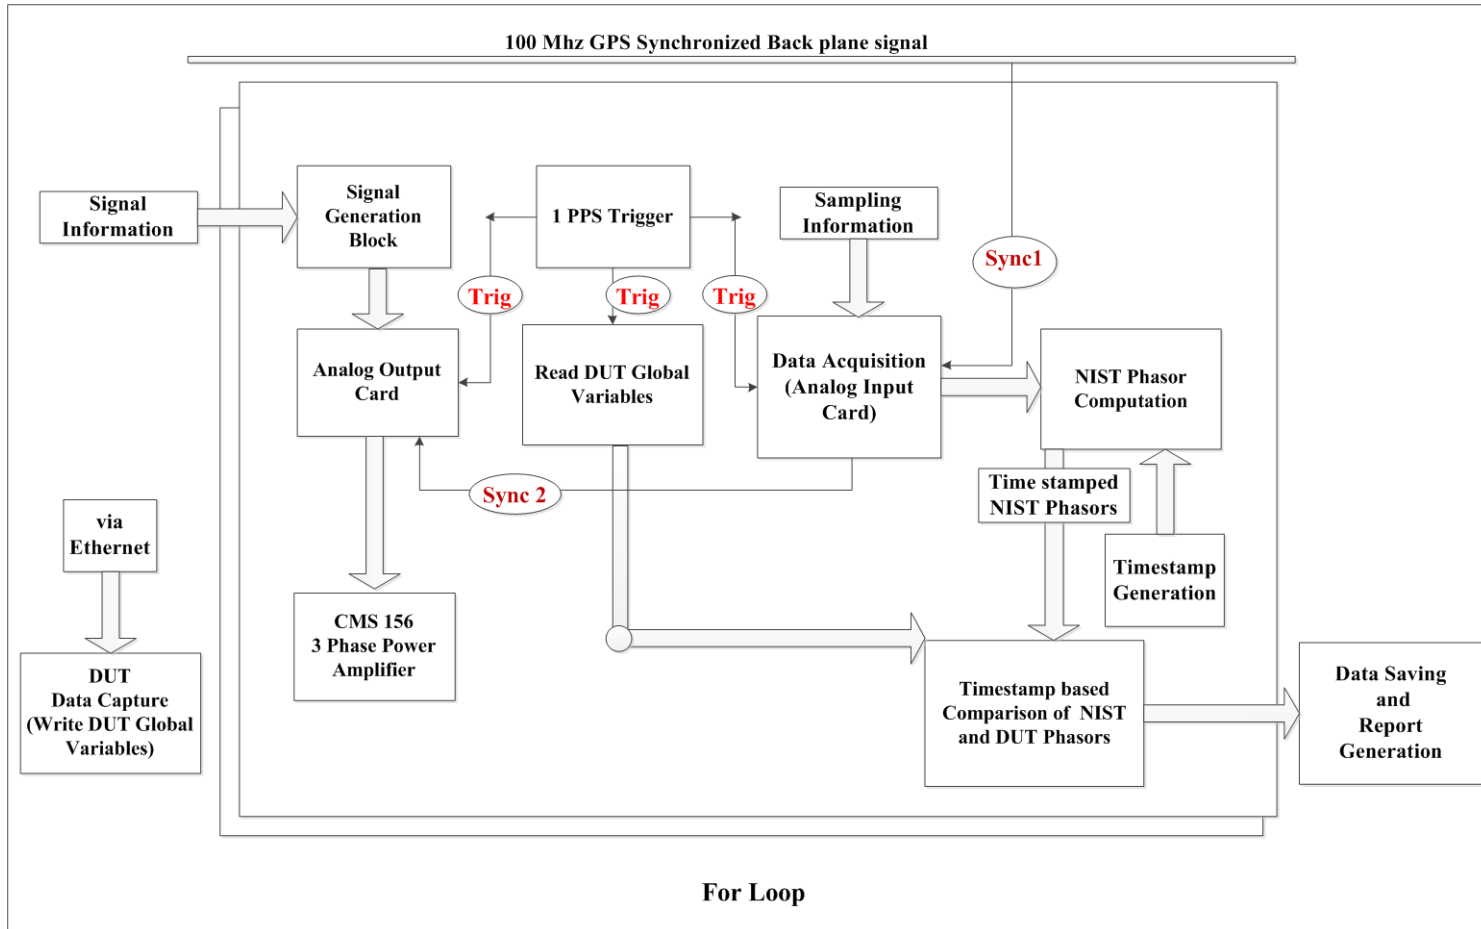 100 Mhz GPS Synchronized Back plane signal
Signal
Information
Signal
Generation
Block
1 PPS Trigger
Sampling
Information
Sync1
Trig
Trig
Trig
Analog Output
Card
Read DUT Global
Variables
Data Acquisition
(Analog Input
Card)
NIST Phasor
Computation
Sync 2
Time stamped
NIST Phasors
via
Ethernet
Timestamp
Generation
CMS 156
3 Phase Power
Amplifier
DUT
Data Capture
(Write DUT Global
Variables)
Timestamp based
Comparison of NIST
and DUT Phasors
Data Saving
and
Report
Generation
For Loop